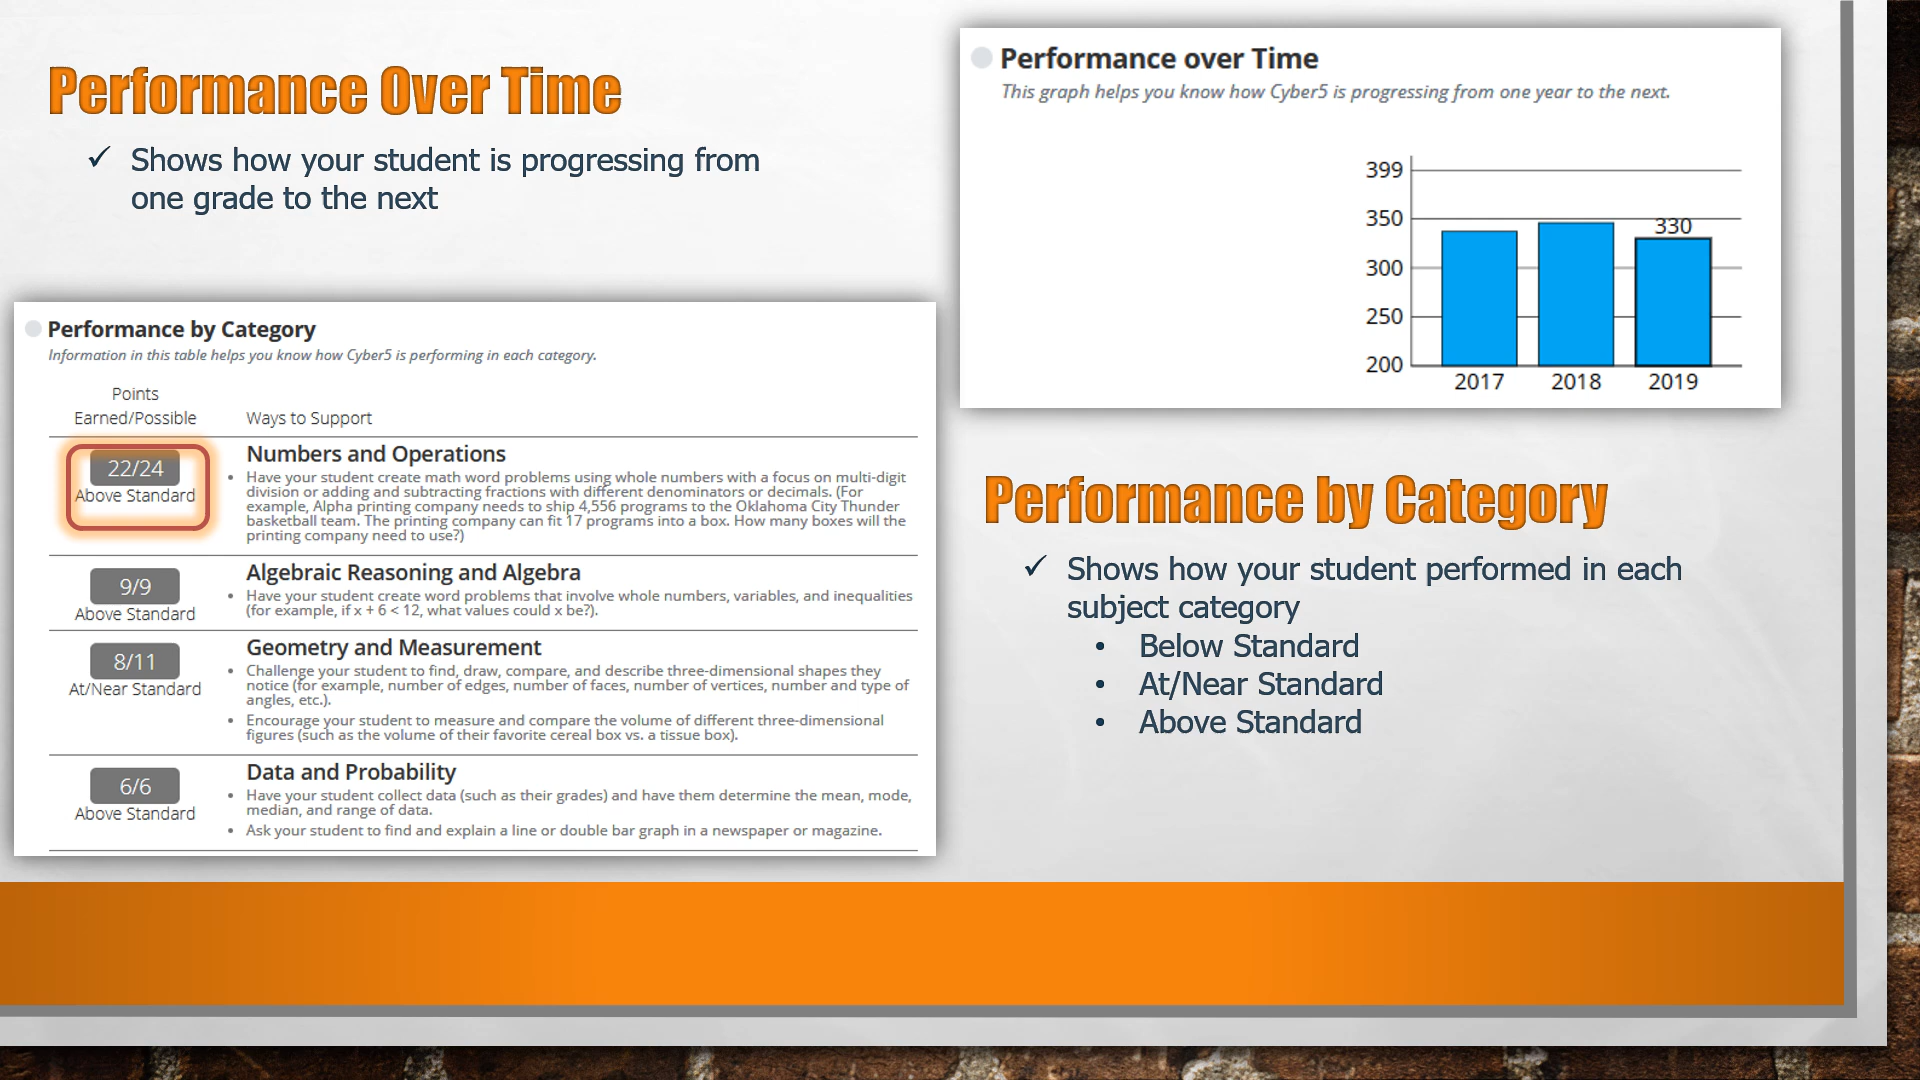 Performance Over Time
✓ Shows how your student is progressing from
one grade to the next
Performance over Time
This graph helps you know how Cyber5 is progressing from one year to the next.
399
350
300
250
200
330
2017 2018 2019
Performance by Category
Information in this table helps you know how Cyber5 is performing in each category.
Points
Earned/Possible Ways to Support
22/24
Above Standard
Numbers and Operations
• Have your student create math word problems using whole numbers with a focus on multi-digit
division or adding and subtracting fractions with different denominators or decimals. (For
example, Alpha printing company needs to ship 4,556 programs to the Oklahoma City Thunder
basketball team. The printing company can fit 17 programs into a box. How many boxes will the
printing company need to use?)
9/9
Above Standard
Algebraic Reasoning and Algebra
• Have your student create word problems that involve whole numbers, variables, and inequalities
(for example, if x + 6 < 12, what values could x be?).
8/11
At/Near Standard
Geometry and Measurement
• Challenge your student to find, draw, compare, and describe three-dimensional shapes they
notice (for example, number of edges, number of faces, number of vertices, number and type of
angles, etc.).
• Encourage your student to measure and compare the volume of different three-dimensional
figures (such as the volume of their favorite cereal box vs. a tissue box).
6/6
Above Standard
Data and Probability
• Have your student collect data (such as their grades) and have them determine the mean, mode,
median, and range of data.
• Ask your student to find and explain a line or double bar graph in a newspaper or magazine.
Performance by Category
✓ Shows how your student performed in each
subject category
• Below Standard
• At/Near Standard
• Above Standard